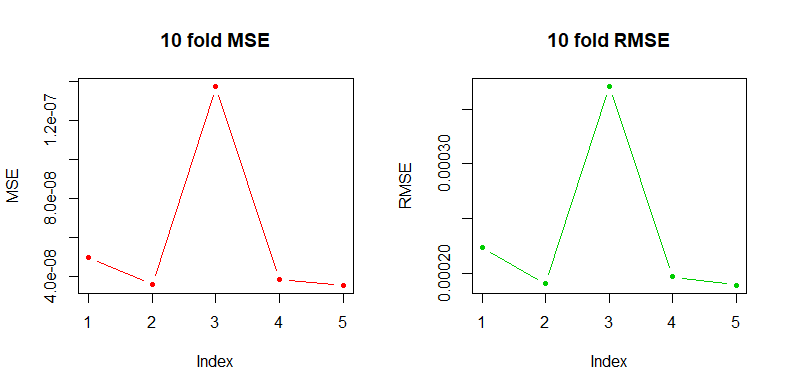 10 fold MSE
MSE
1.2e-07
8.0e-08
4.0e-08
1 2 3 4 5
Index
10 fold RMSE
RMSE
0.00030
0.00020
1 2 3 4 5
Index